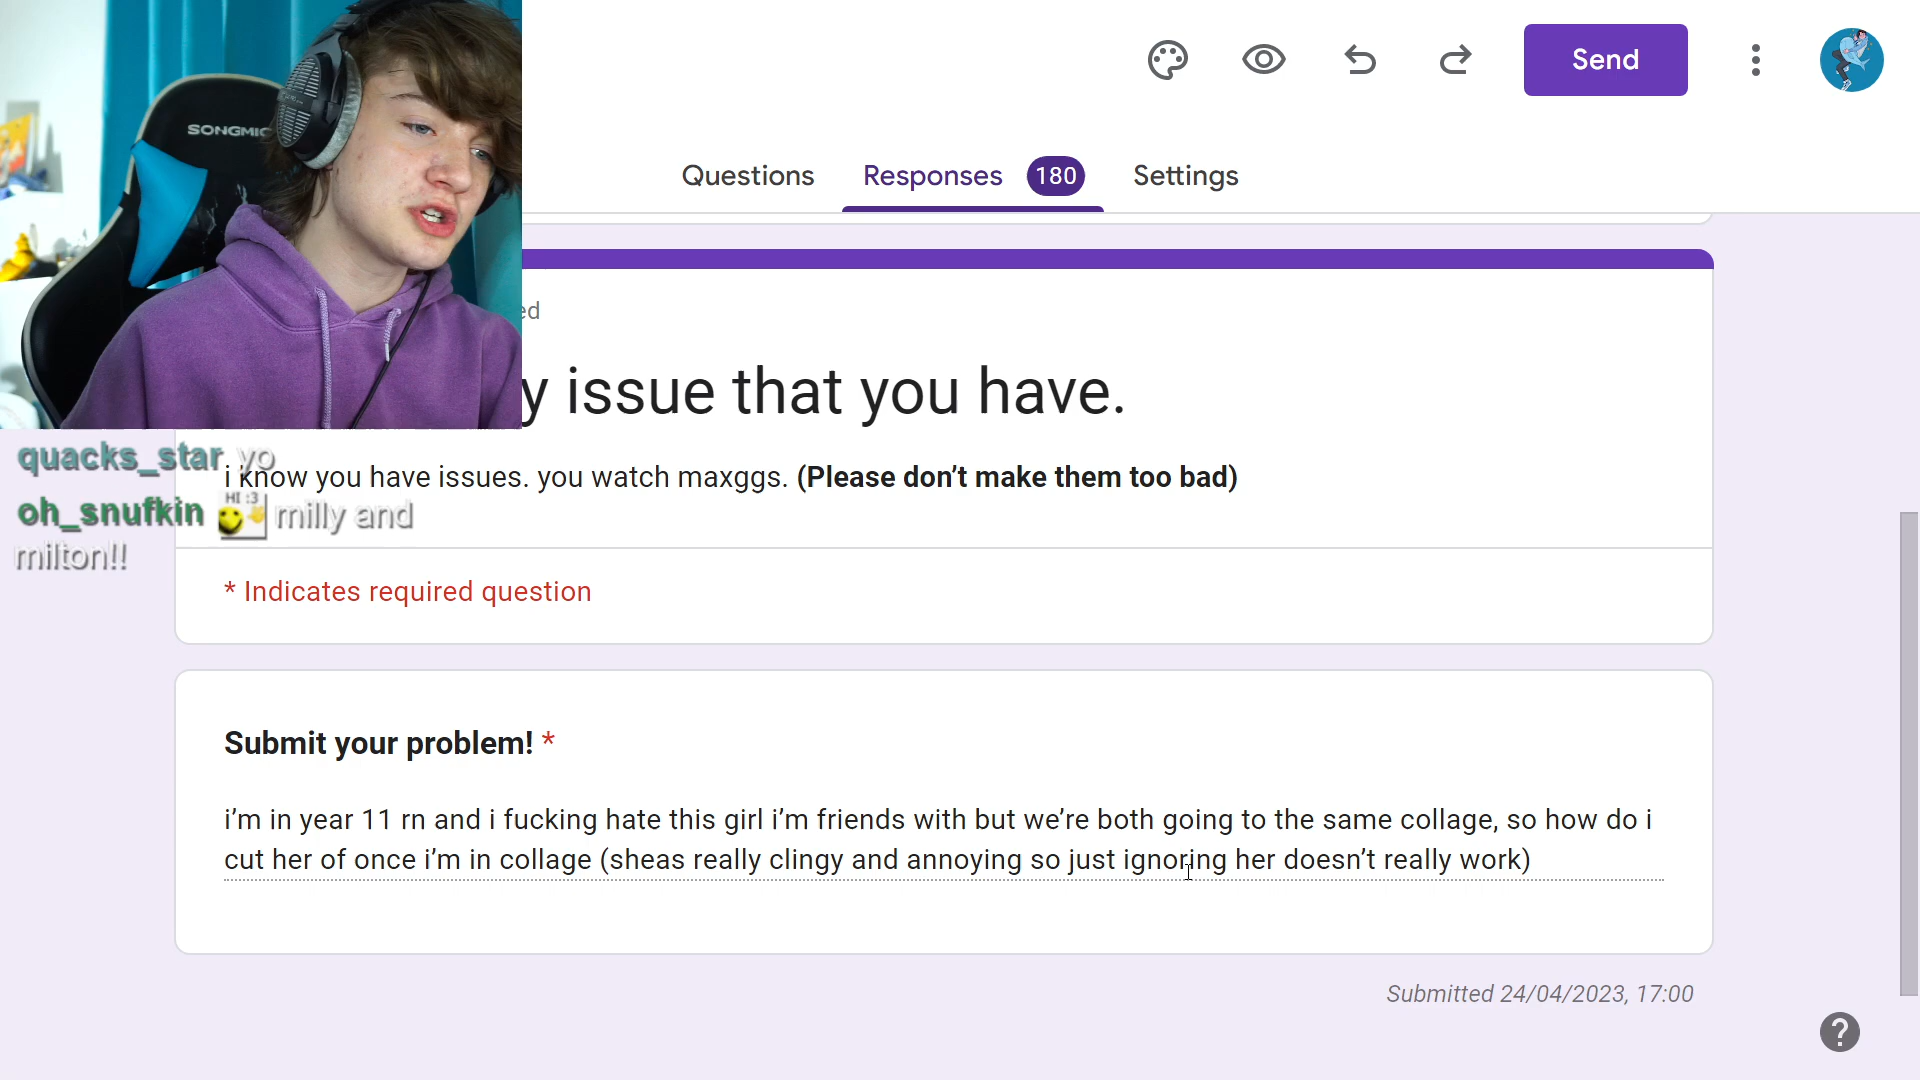 SONGMIC
Send
Questions
Responses 180
Settings
ed
y issue that you have.
i know you have issues. you watch maxggs. (Please don't make them too bad)
quacks_star yo
oh_snufkin HI :3 milly and
milton!!
* Indicates required question
Submit your problem! *
i'm in year 11 rn and i fucking hate this girl i'm friends with but we're both going to the same collage, so how do i
cut her of once i'm in collage (sheas really clingy and annoying so just ignoring her doesn't really work)
Submitted 24/04/2023, 17:00